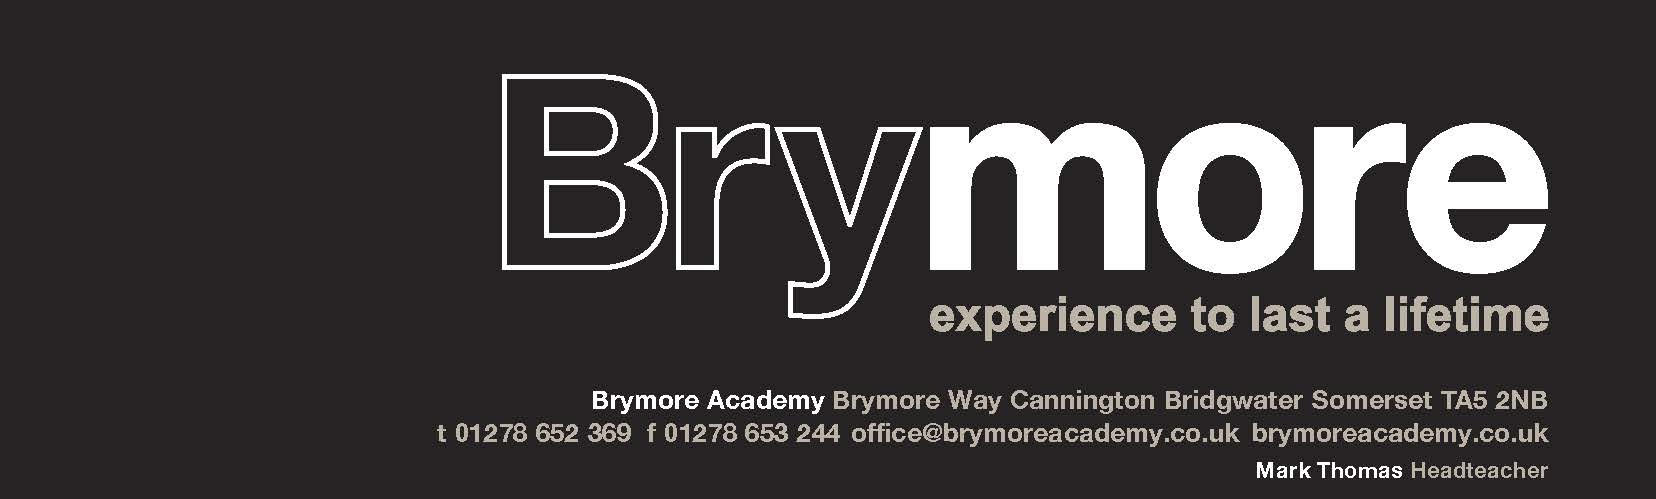 Brymore
experience to last a lifetime
Brymore Academy Brymore Way Cannington Bridgwater Somerset TA5 2NB
t 01278 652 369 f 01278 653 244 office@brymoreacademy.co.uk brymoreacademy.co.uk
Mark Thomas Headteacher